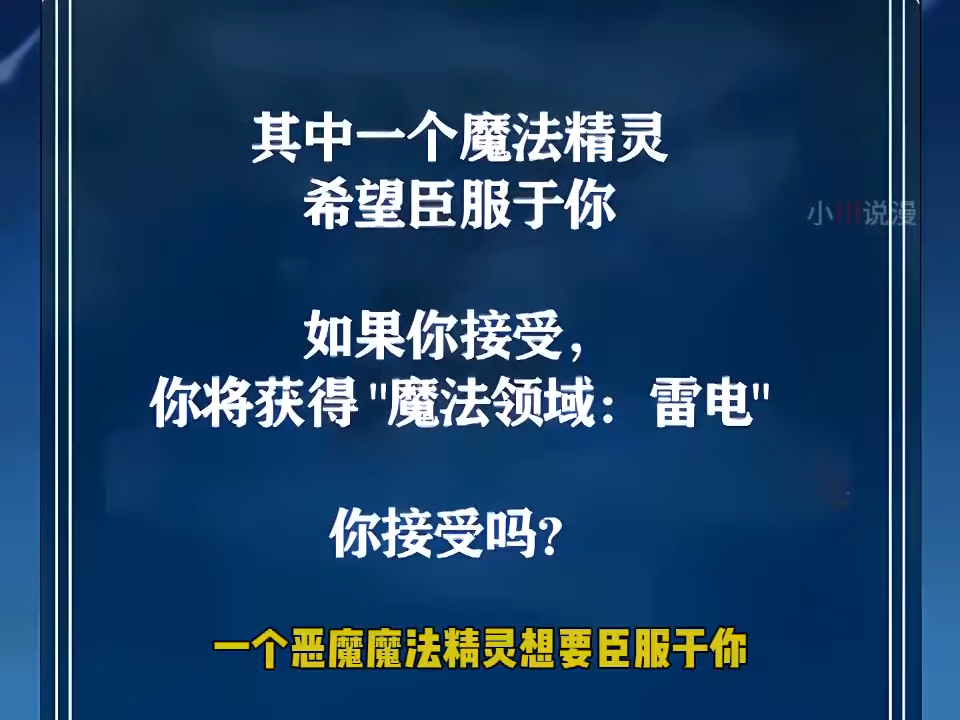 其中一个魔法精灵
希望臣服于你
小川说漫
如果你接受，
你将获得"魔法领域：雷电"
你接受吗？
一个恶魔魔法精灵想要臣服于你